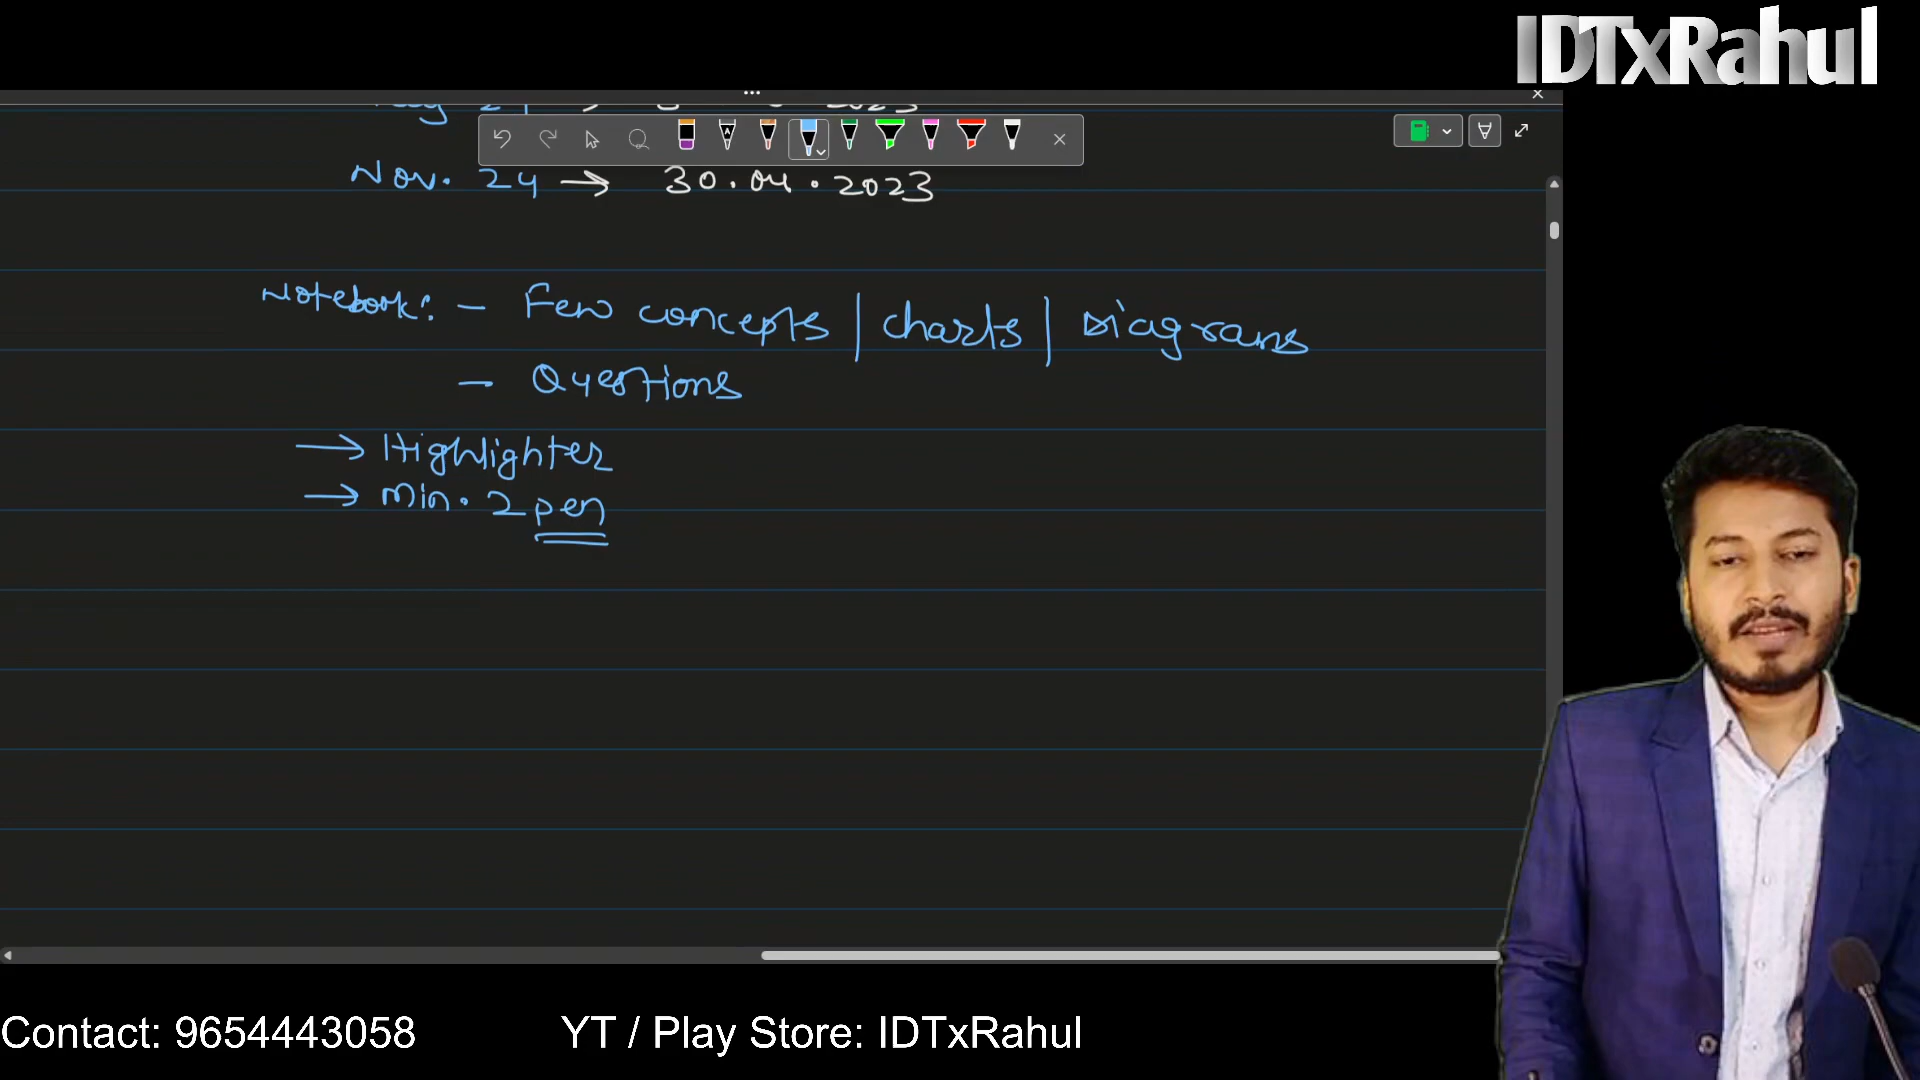 IDTxRahul
Nov. 24 → 30.04.2023
Notebook: - Few concepts | charts | Diagrams
- Questions
→ Highlighter
→ Min. 2 pen
Contact: 9654443058
YT / Play Store: IDTxRahul